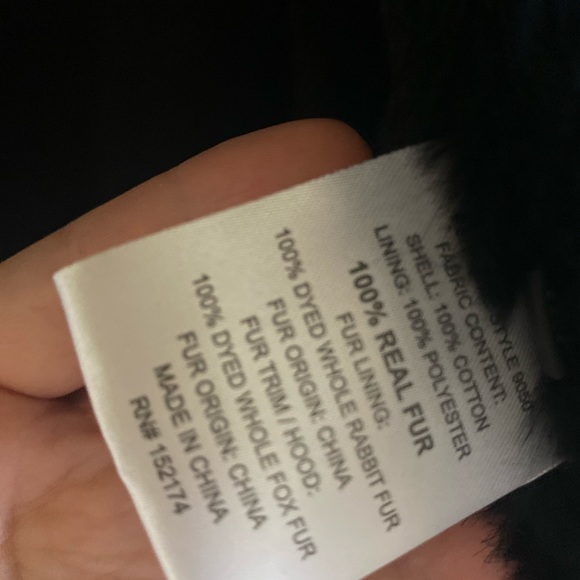 STYLE 9050
FABRIC CONTENT:
SHELL: 100% COTTON
LINING: 100% POLYESTER
100% REAL FUR
FUR LINING:
100% DYED WHOLE RABBIT FUR
FUR ORIGIN: CHINA
FUR TRIM / HOOD:
100% DYED WHOLE FOX FUR
FUR ORIGIN: CHINA
MADE IN CHINA
RN# 152174